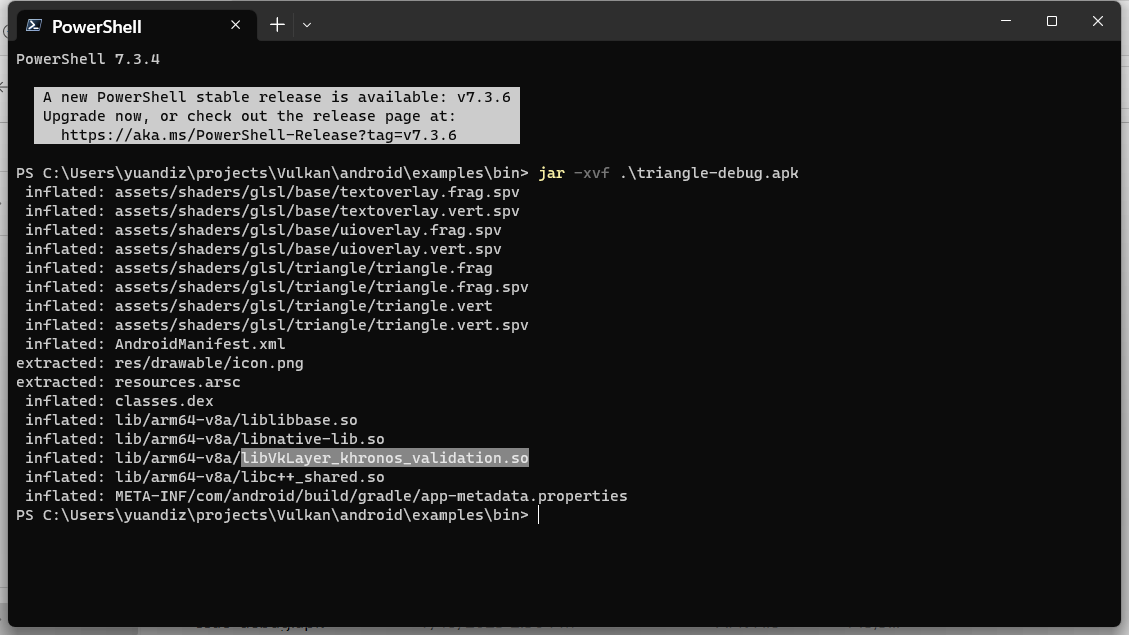 PowerShell
PowerShell 7.3.4
A new PowerShell stable release is available: v7.3.6
Upgrade now, or check out the release page at:
https://aka.ms/PowerShell-Release?tag=v7.3.6
PS C:\Users\yuandiz\projects\Vulkan\android\examples\bin> jar -xvf .\triangle-debug.apk
inflated: assets/shaders/glsl/base/textoverlay.frag.spv
inflated: assets/shaders/glsl/base/textoverlay.vert.spv
inflated: assets/shaders/glsl/base/uioverlay.frag.spv
inflated: assets/shaders/glsl/base/uioverlay.vert.spv
inflated: assets/shaders/glsl/triangle/triangle.frag
inflated: assets/shaders/glsl/triangle/triangle.frag.spv
inflated: assets/shaders/glsl/triangle/triangle.vert
inflated: assets/shaders/glsl/triangle/triangle.vert.spv
inflated: AndroidManifest.xml
extracted: res/drawable/icon.png
extracted: resources.arsc
inflated: classes.dex
inflated: lib/arm64-v8a/liblibbase.so
inflated: lib/arm64-v8a/libnative-lib.so
inflated: lib/arm64-v8a/libVkLayer_khronos_validation.so
inflated: lib/arm64-v8a/libc++_shared.so
inflated: META-INF/com/android/build/gradle/app-metadata.properties
PS C:\Users\yuandiz\projects\Vulkan\android\examples\bin>